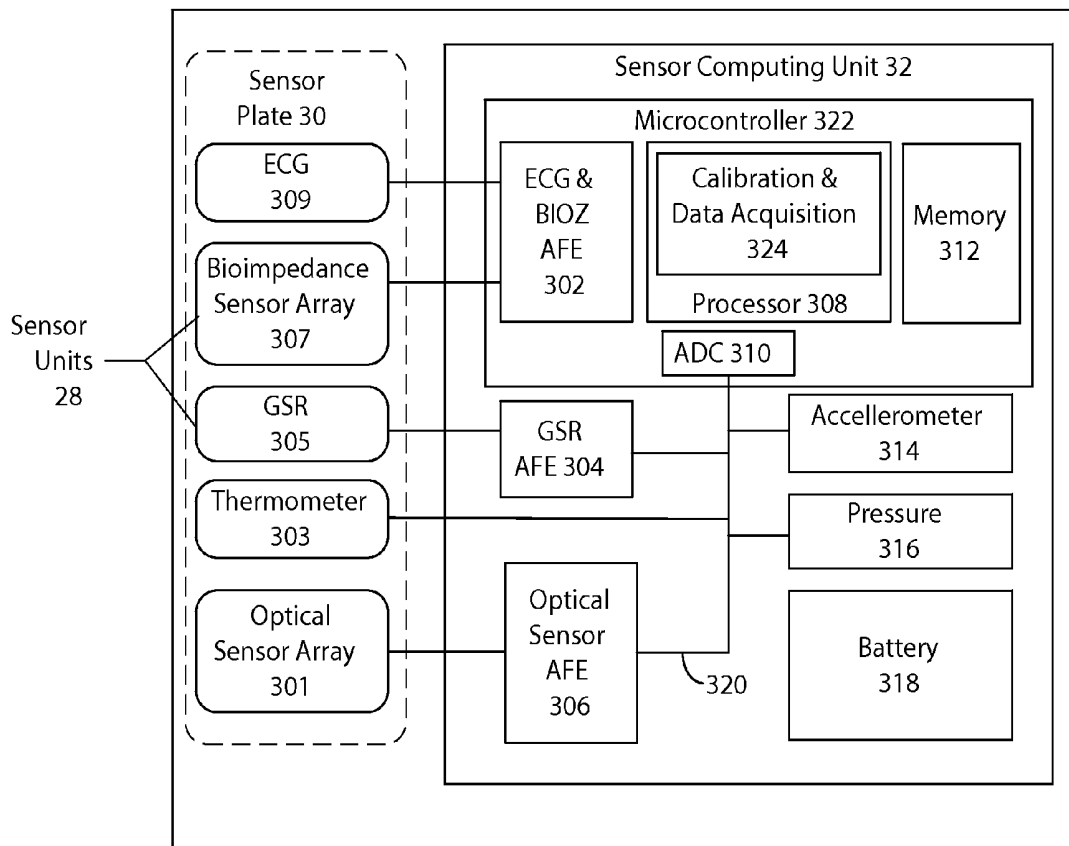 Sensor Computing Unit 32
Sensor
Plate 30
Microcontroller 322
ECG
309
ECG &
BIOZ
AFE
302
Calibration &
Data Acquisition
324
Processor 308
Memory
312
Bioimpedance
Sensor Array
307
Sensor
Units
28
ADC 310
GSR
305
GSR
AFE 304
Accellerometer
314
Thermometer
303
Pressure
316
Optical
Sensor Array
301
Optical
Sensor
AFE
306
320
Battery
318